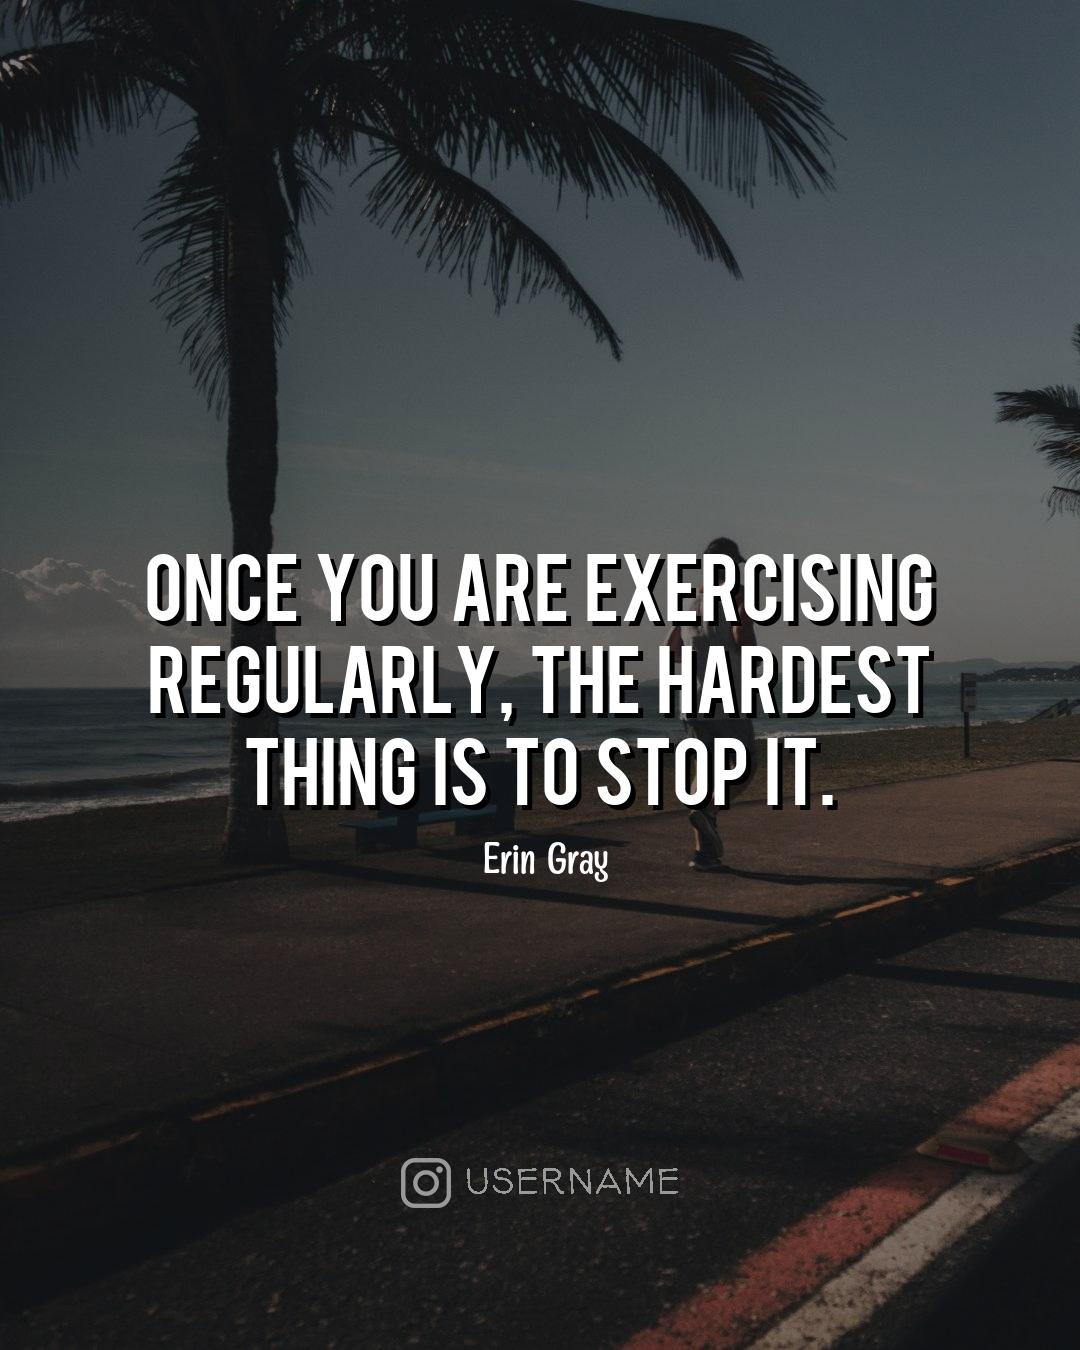 ONCE YOU ARE EXERCISING
REGULARLY, THE HARDEST
THING IS TO STOP IT.
Erin Gray
USERNAME